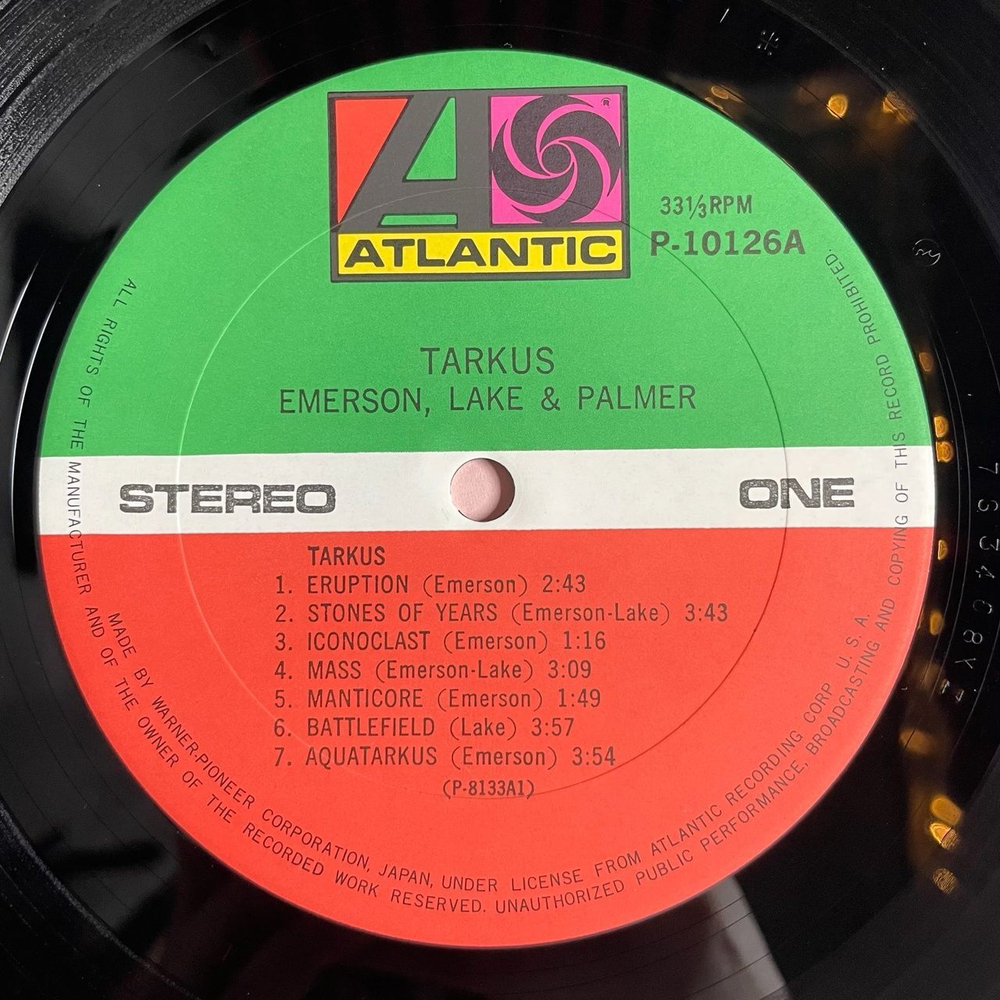 ATLANTIC
®
33⅓RPM
P-10126A
TARKUS
EMERSON, LAKE & PALMER
STEREO
ONE
TARKUS
1. ERUPTION (Emerson) 2:43
2. STONES OF YEARS (Emerson-Lake) 3:43
3. ICONOCLAST (Emerson) 1:16
4. MASS (Emerson-Lake) 3:09
5. MANTICORE (Emerson) 1:49
6. BATTLEFIELD (Lake) 3:57
7. AQUATARKUS (Emerson) 3:54
(P-8133A1)
MADE BY WARNER-PIONEER CORPORATION, JAPAN, UNDER LICENSE FROM ATLANTIC RECORDING CORP U. S. A.
ALL RIGHTS OF THE MANUFACTURER AND OF THE OWNER OF THE RECORDED WORK RESERVED. UNAUTHORIZED PUBLIC PERFORMANCE, BROADCASTING AND COPYING OF THIS RECORD PROHIBITED.